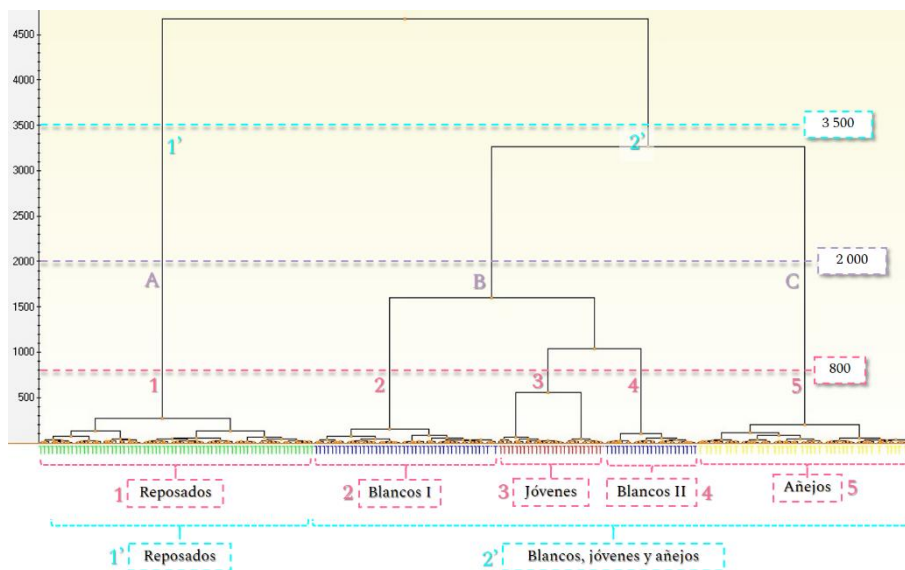 4500
4000
3500
3000
2500
2000
1500
1000
500
3 500
1'
2'
2 000
A
B
C
800
1
2
3
4
5
1 Reposados
2 Blancos I
3 Jóvenes
Blancos II 4
Añejos 5
1' Reposados
2' Blancos, jóvenes y añejos